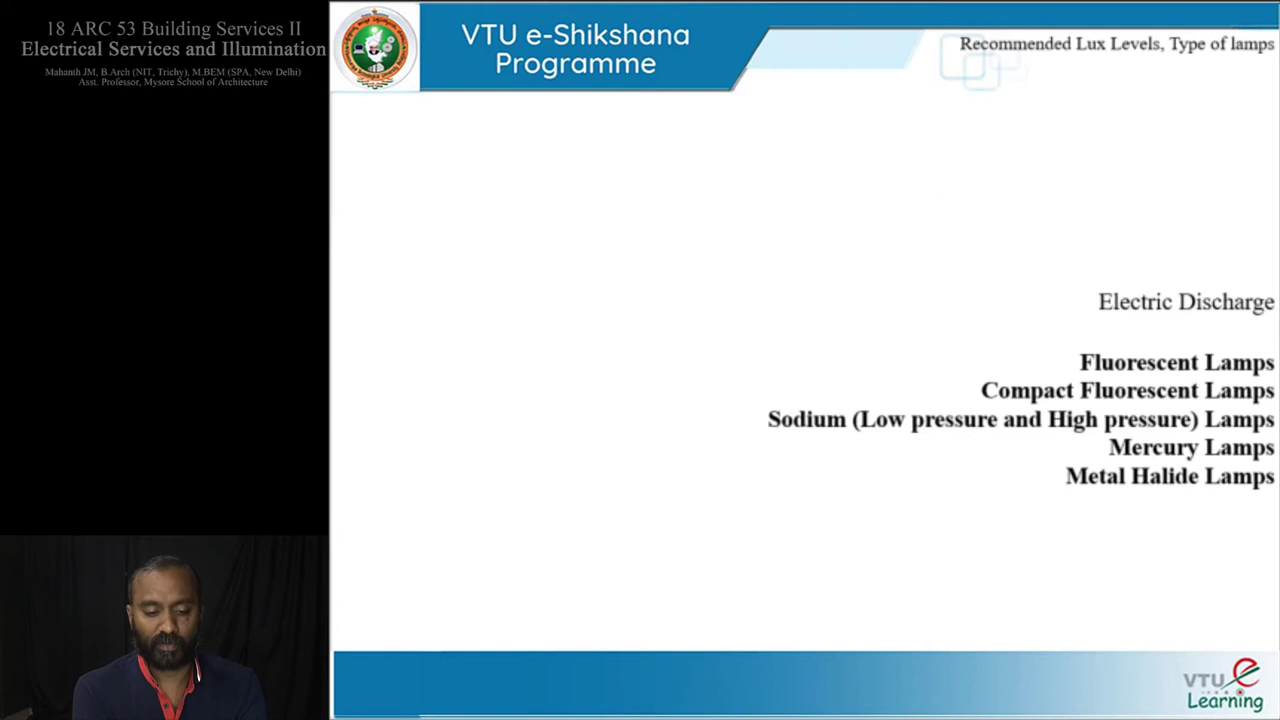 18 ARC 53 Building Services II
Electrical Services and Illumination
Mahanth JM, B.Arch (NIT, Trichy), M.BEM (SPA, New Delhi)
Asst. Professor, Mysore School of Architecture
VTU e-Shikshana
Programme
Recommended Lux Levels, Type of lamps
Electric Discharge
Fluorescent Lamps
Compact Fluorescent Lamps
Sodium (Low pressure and High pressure) Lamps
Mercury Lamps
Metal Halide Lamps
VTU e
Learning